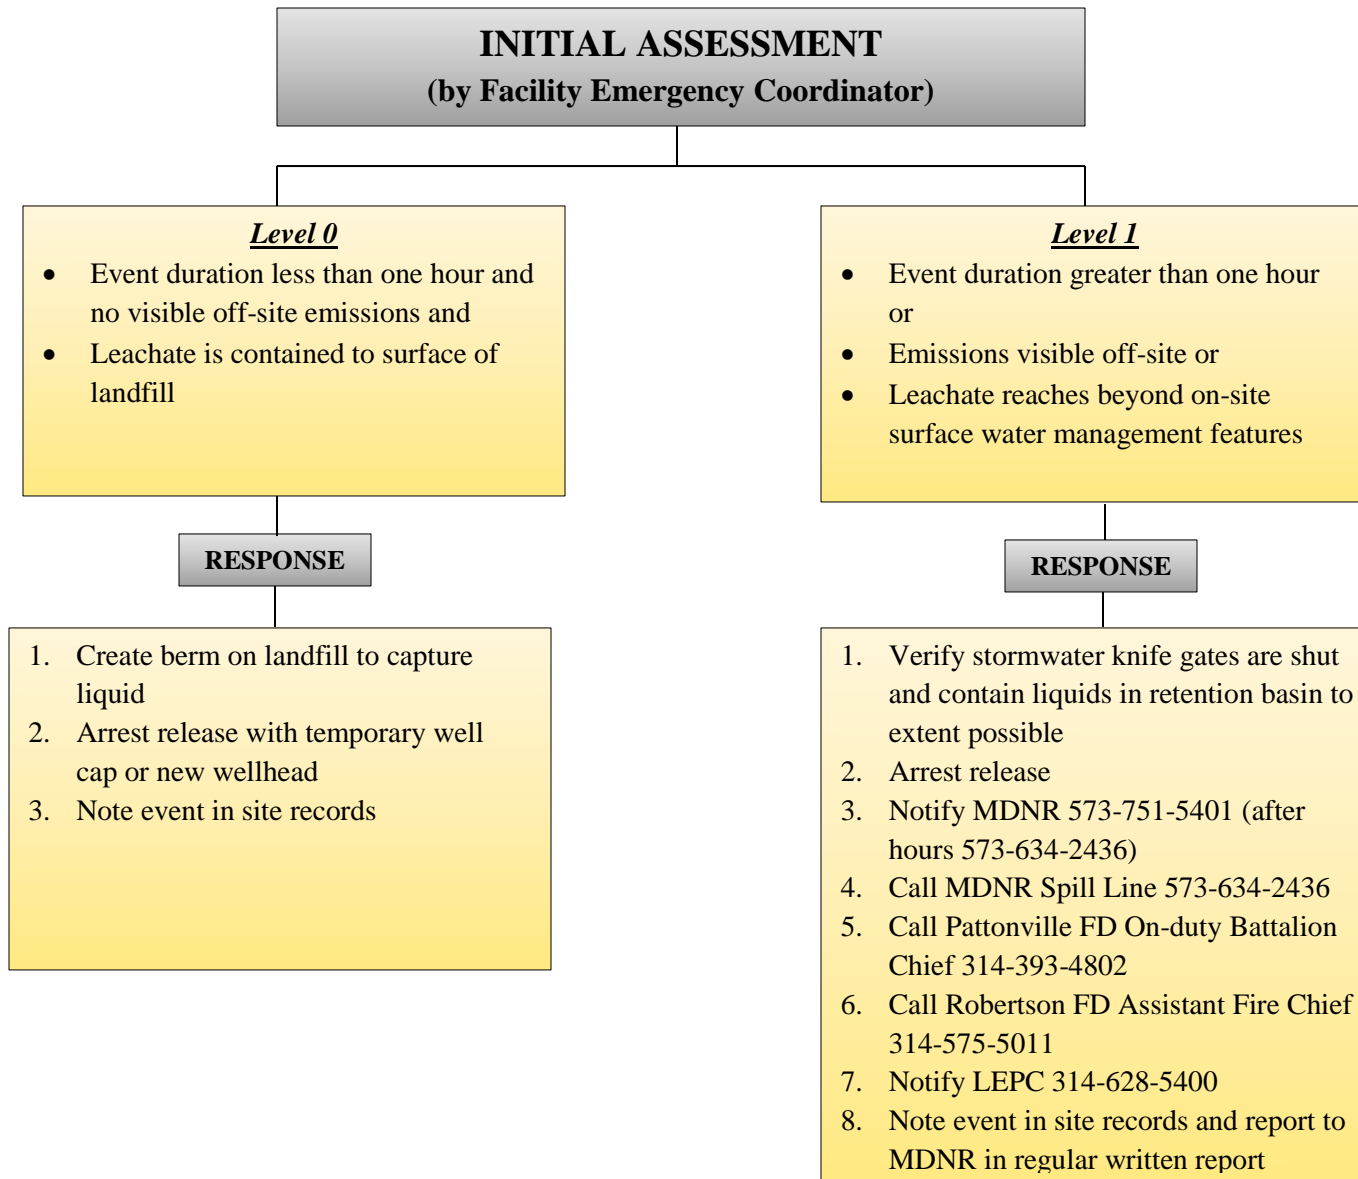 INITIAL ASSESSMENT
(by Facility Emergency Coordinator)
Level 0
• Event duration less than one hour and
no visible off-site emissions and
• Leachate is contained to surface of
landfill
RESPONSE
1. Create berm on landfill to capture
liquid
2. Arrest release with temporary well
cap or new wellhead
3. Note event in site records
Level 1
• Event duration greater than one hour
or
• Emissions visible off-site or
• Leachate reaches beyond on-site
surface water management features
RESPONSE
1. Verify stormwater knife gates are shut
and contain liquids in retention basin to
extent possible
2. Arrest release
3. Notify MDNR 573-751-5401 (after
hours 573-634-2436)
4. Call MDNR Spill Line 573-634-2436
5. Call Pattonville FD On-duty Battalion
Chief 314-393-4802
6. Call Robertson FD Assistant Fire Chief
314-575-5011
7. Notify LEPC 314-628-5400
8. Note event in site records and report to
MDNR in regular written report